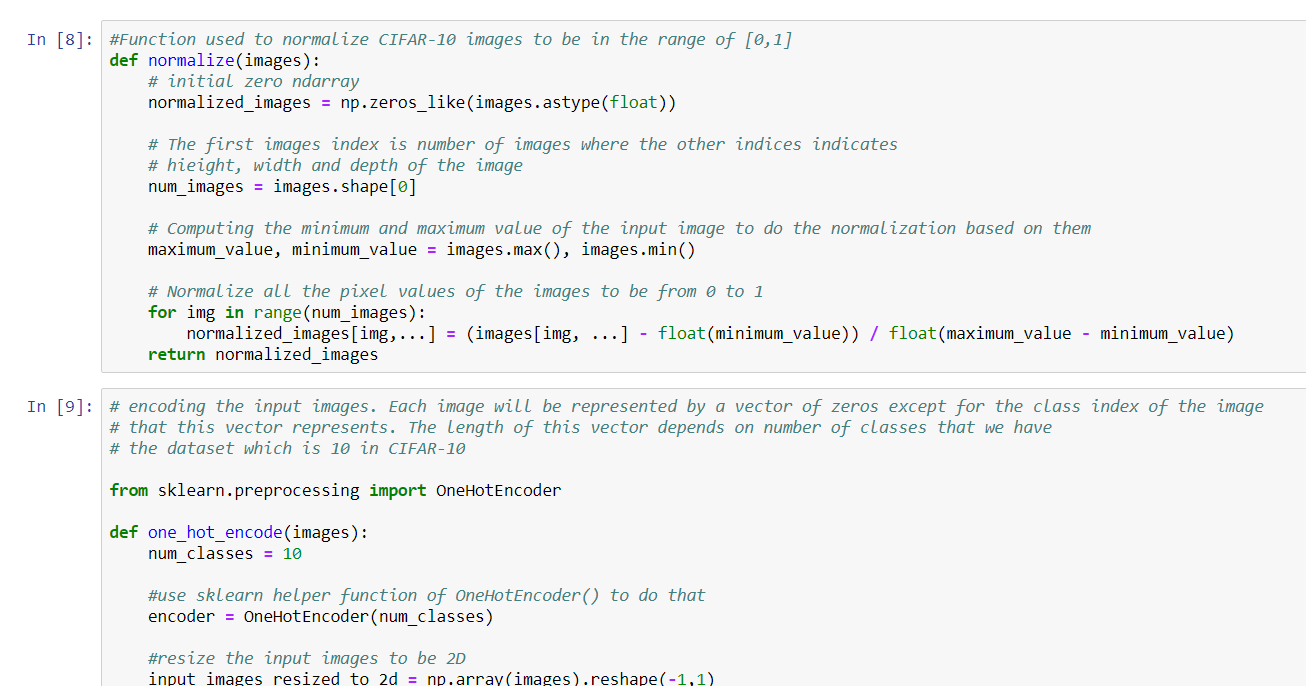 In [8]: #Function used to normalize CIFAR-10 images to be in the range of [0,1]
def normalize(images):
    # initial zero ndarray
    normalized_images = np.zeros_like(images.astype(float))

    # The first images index is number of images where the other indices indicates
    # hieight, width and depth of the image
    num_images = images.shape[0]

    # Computing the minimum and maximum value of the input image to do the normalization based on them
    maximum_value, minimum_value = images.max(), images.min()

    # Normalize all the pixel values of the images to be from 0 to 1
    for img in range(num_images):
        normalized_images[img,...] = (images[img, ...] - float(minimum_value)) / float(maximum_value - minimum_value)
    return normalized_images

In [9]: # encoding the input images. Each image will be represented by a vector of zeros except for the class index of the image
# that this vector represents. The length of this vector depends on number of classes that we have
# the dataset which is 10 in CIFAR-10

from sklearn.preprocessing import OneHotEncoder

def one_hot_encode(images):
    num_classes = 10

    #use sklearn helper function of OneHotEncoder() to do that
    encoder = OneHotEncoder(num_classes)

    #resize the input images to be 2D
    input_images_resized_to_2d = np.array(images).reshape(-1,1)